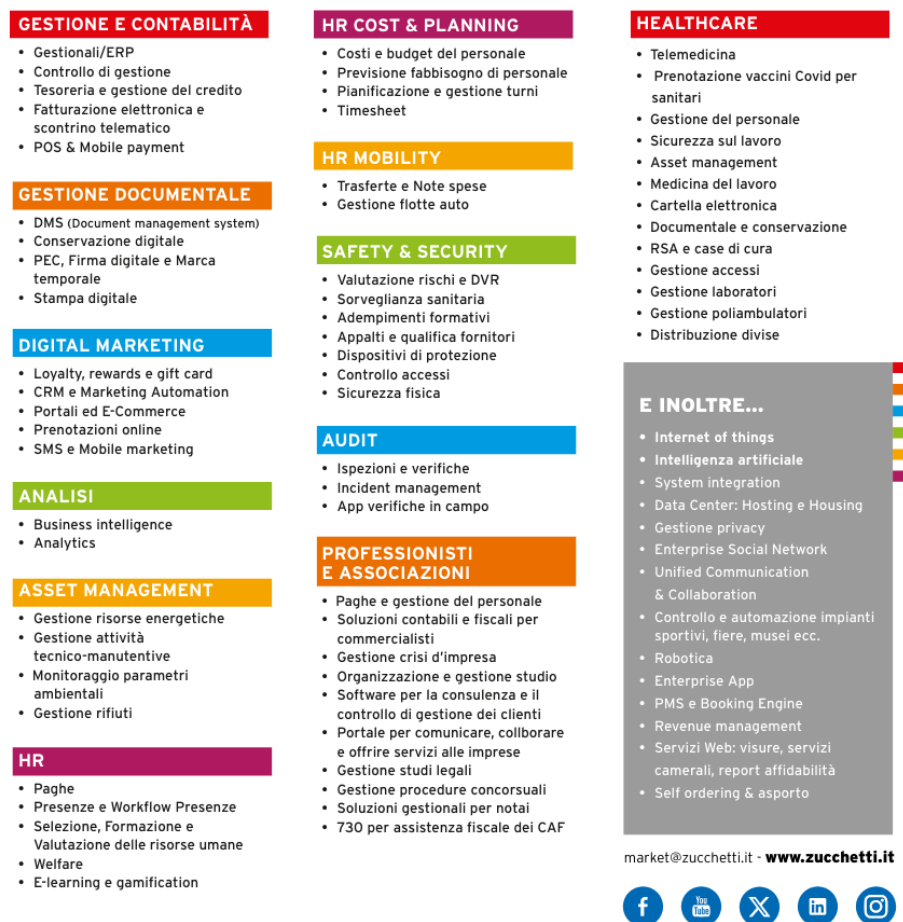 GESTIONE E CONTABILITÀ
• Gestionali/ERP
• Controllo di gestione
• Tesoreria e gestione del credito
• Fatturazione elettronica e
scontrino telematico
• POS & Mobile payment
GESTIONE DOCUMENTALE
• DMS (Document management system)
• Conservazione digitale
• PEC, Firma digitale e Marca
temporale
• Stampa digitale
DIGITAL MARKETING
• Loyalty, rewards e gift card
• CRM e Marketing Automation
• Portali ed E-Commerce
• Prenotazioni online
• SMS e Mobile marketing
ANALISI
• Business intelligence
• Analytics
ASSET MANAGEMENT
• Gestione risorse energetiche
• Gestione attività
tecnico-manutentive
• Monitoraggio parametri
ambientali
• Gestione rifiuti
HR
• Paghe
• Presenze e Workflow Presenze
• Selezione, Formazione e
Valutazione delle risorse umane
• Welfare
• E-learning e gamification
HR COST & PLANNING
• Costi e budget del personale
• Previsione fabbisogno di personale
• Pianificazione e gestione turni
• Timesheet
HR MOBILITY
• Trasferte e Note spese
• Gestione flotte auto
SAFETY & SECURITY
• Valutazione rischi e DVR
• Sorveglianza sanitaria
• Adempimenti formativi
• Appalti e qualifica fornitori
• Dispositivi di protezione
• Controllo accessi
• Sicurezza fisica
AUDIT
• Ispezioni e verifiche
• Incident management
• App verifiche in campo
PROFESSIONISTI
E ASSOCIAZIONI
• Paghe e gestione del personale
• Soluzioni contabili e fiscali per
commercialisti
• Gestione crisi d'impresa
• Organizzazione e gestione studio
• Software per la consulenza e il
controllo di gestione dei clienti
• Portale per comunicare, collborare
e offrire servizi alle imprese
• Gestione studi legali
• Gestione procedure concorsuali
• Soluzioni gestionali per notai
• 730 per assistenza fiscale dei CAF
HEALTHCARE
• Telemedicina
• Prenotazione vaccini Covid per
sanitari
• Gestione del personale
• Sicurezza sul lavoro
• Asset management
• Medicina del lavoro
• Cartella elettronica
• Documentale e conservazione
• RSA e case di cura
• Gestione accessi
• Gestione laboratori
• Gestione poliambulatori
• Distribuzione divise
E INOLTRE...
• Internet of things
• Intelligenza artificiale
• System integration
• Data Center: Hosting e Housing
• Gestione privacy
• Enterprise Social Network
• Unified Communication
& Collaboration
• Controllo e automazione impianti
sportivi, fiere, musei ecc.
• Robotica
• Enterprise App
• PMS e Booking Engine
• Revenue management
• Servizi Web: visure, servizi
camerali, report affidabilità
• Self ordering & asporto
market@zucchetti.it - www.zucchetti.it
f You Tube X in